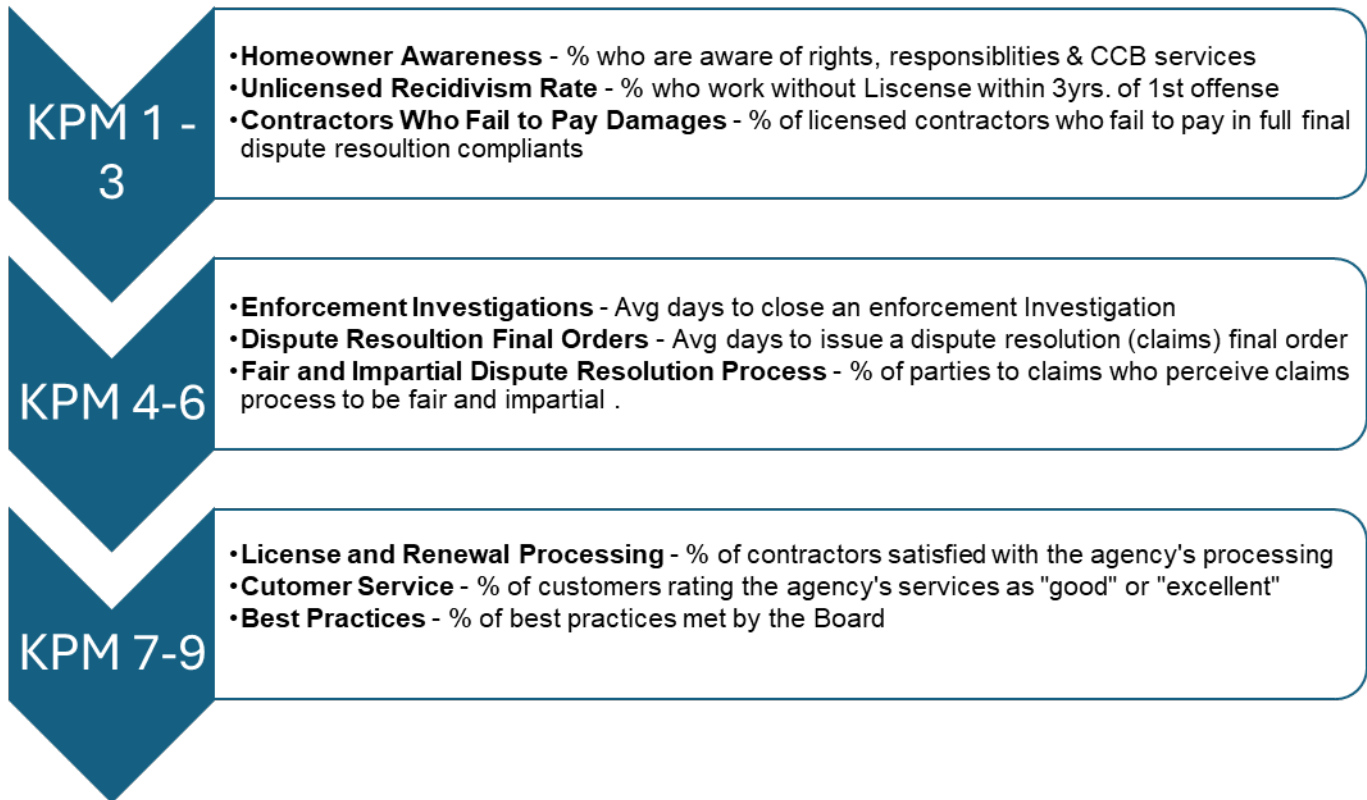 KPM 1 -
3
•Homeowner Awareness - % who are aware of rights, responsiblities & CCB services
•Unlicensed Recidivism Rate - % who work without Liscense within 3yrs. of 1st offense
•Contractors Who Fail to Pay Damages - % of licensed contractors who fail to pay in full final
dispute resoultion compliants
KPM 4-6
•Enforcement Investigations - Avg days to close an enforcement Investigation
•Dispute Resoultion Final Orders - Avg days to issue a dispute resolution (claims) final order
•Fair and Impartial Dispute Resolution Process - % of parties to claims who perceive claims
process to be fair and impartial .
KPM 7-9
•License and Renewal Processing - % of contractors satisfied with the agency's processing
•Cutomer Service - % of customers rating the agency's services as "good" or "excellent"
•Best Practices - % of best practices met by the Board